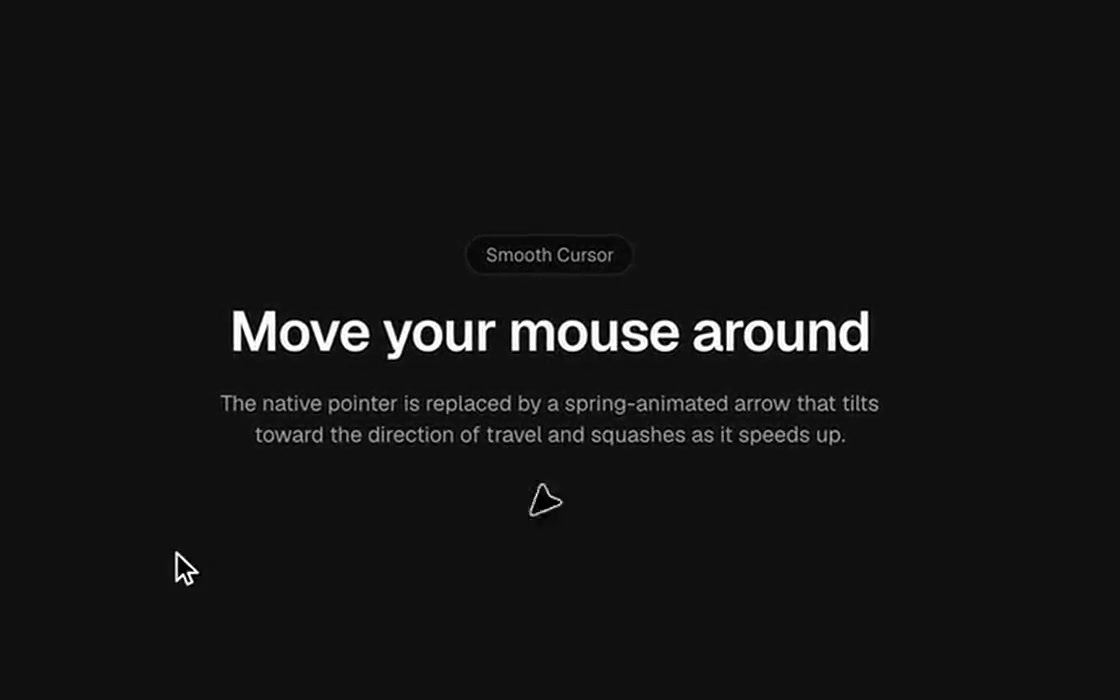 Smooth Cursor
Move your mouse around
The native pointer is replaced by a spring-animated arrow that tilts
toward the direction of travel and squashes as it speeds up.